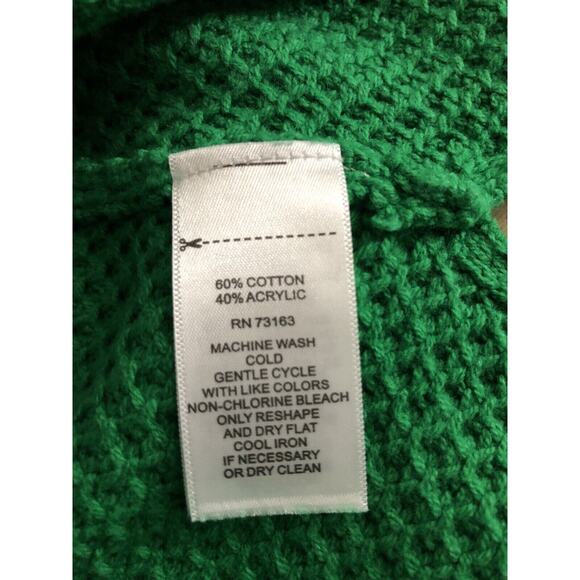 60% COTTON
40% ACRYLIC
RN 73163
MACHINE WASH
COLD
GENTLE CYCLE
WITH LIKE COLORS
NON-CHLORINE BLEACH
ONLY RESHAPE
AND DRY FLAT
COOL IRON
IF NECESSARY
OR DRY CLEAN